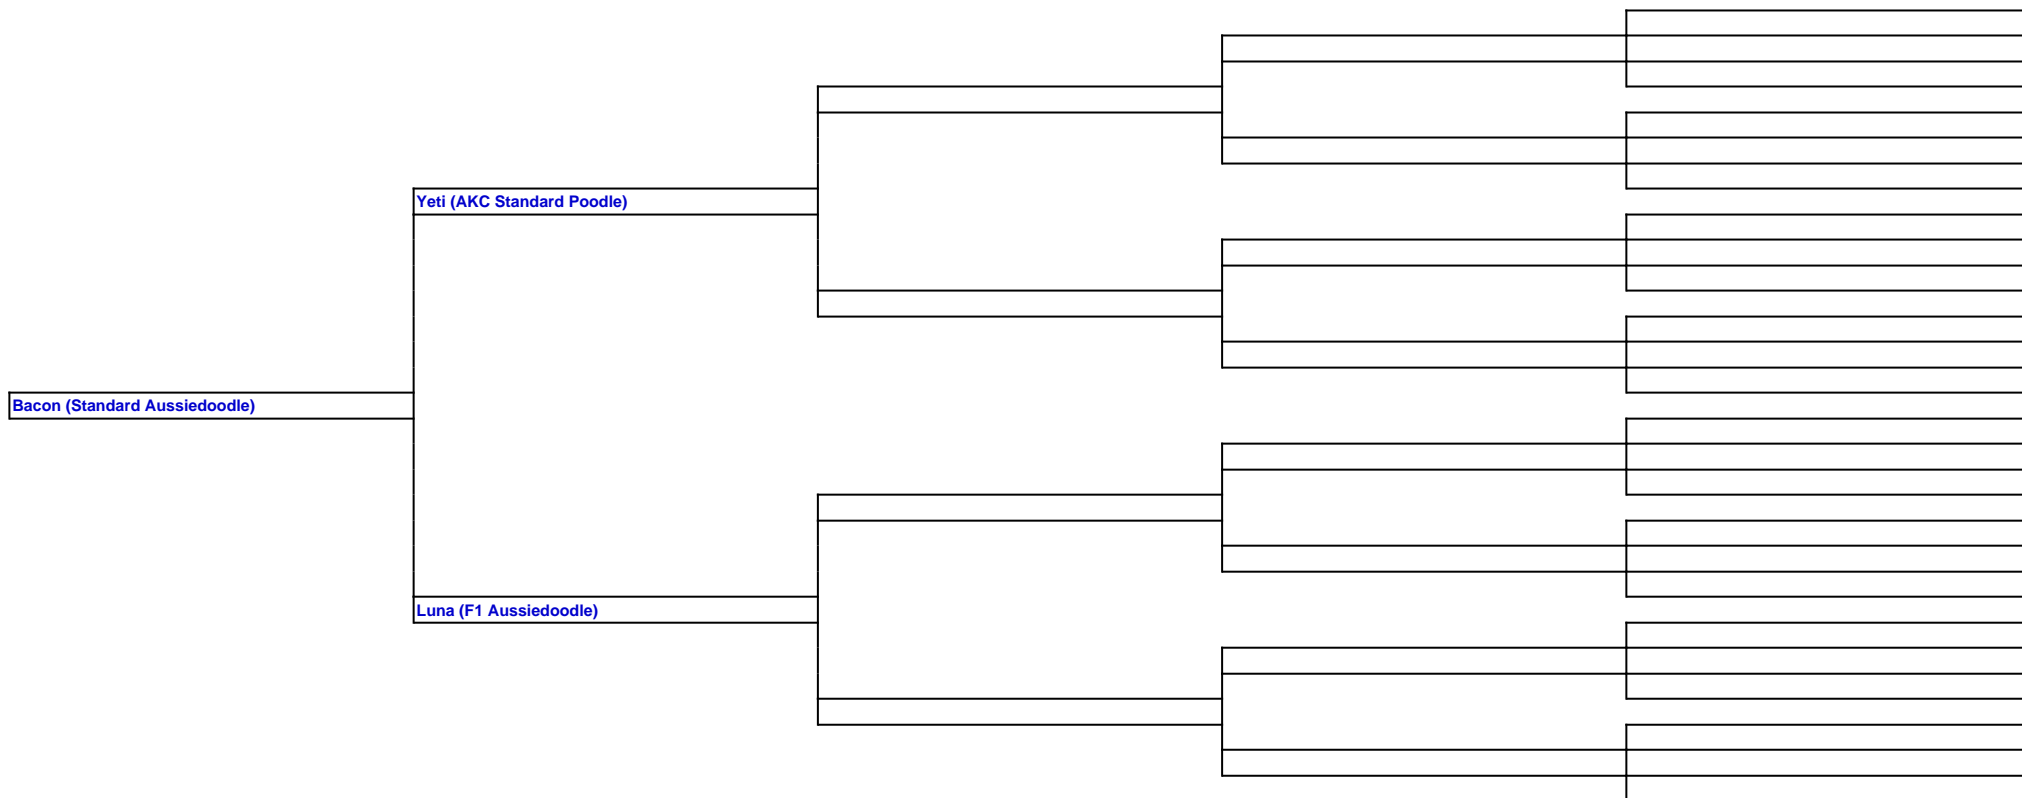 Yeti (AKC Standard Poodle)
Bacon (Standard Aussiedoodle)
Luna (F1 Aussiedoodle)